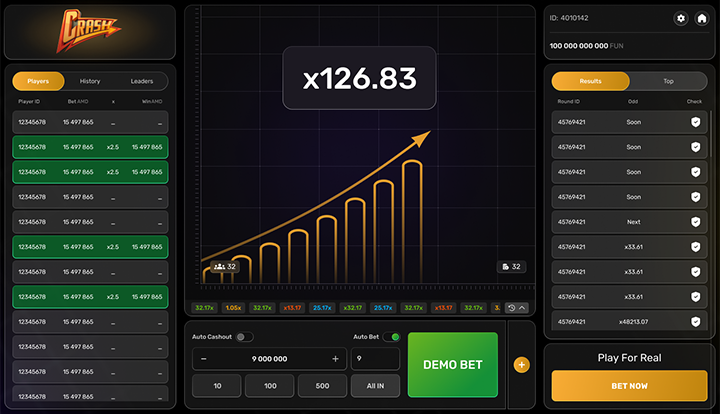 CRASH
Players History Leaders
Player ID Bet AMD x Win AMD
12345678 15 497 865 _ _
12345678 15 497 865 x2.5 15 497 865
12345678 15 497 865 x2.5 15 497 865
12345678 15 497 865 _ _
12345678 15 497 865 _ _
12345678 15 497 865 x2.5 15 497 865
12345678 15 497 865 _ _
12345678 15 497 865 x2.5 15 497 865
12345678 15 497 865 _ _
12345678 15 497 865 _ _
12345678 15 497 865 _ _
12345678 15 497 865 _ _
x126.83
32
32
32.17x 1.05x 32.17x x13.17 25.17x x32.17 25.17x 32.17x x13.17 32.17x 3.
Auto Cashout
Auto Bet
− 9 000 000 +
9
10 100 500 All IN
DEMO BET
+
ID: 4010142
100 000 000 000 FUN
Results Top
Round ID Odd Check
45769421 Soon
45769421 Soon
45769421 Soon
45769421 Soon
45769421 Next
45769421 x33.61
45769421 x33.61
45769421 x33.61
45769421 x48213.07
Play For Real
BET NOW